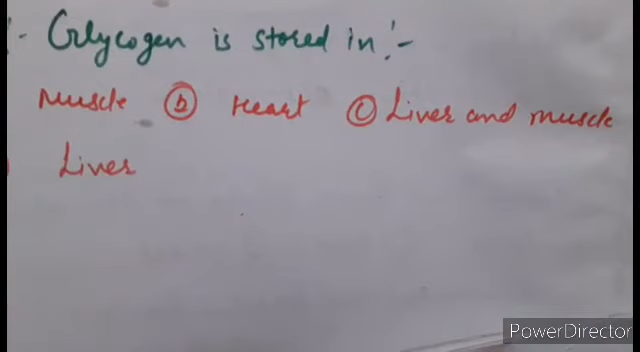 :- Glycogen is stored in :-
Muscle (b) Heart (c) Liver and muscle
Liver
PowerDirector